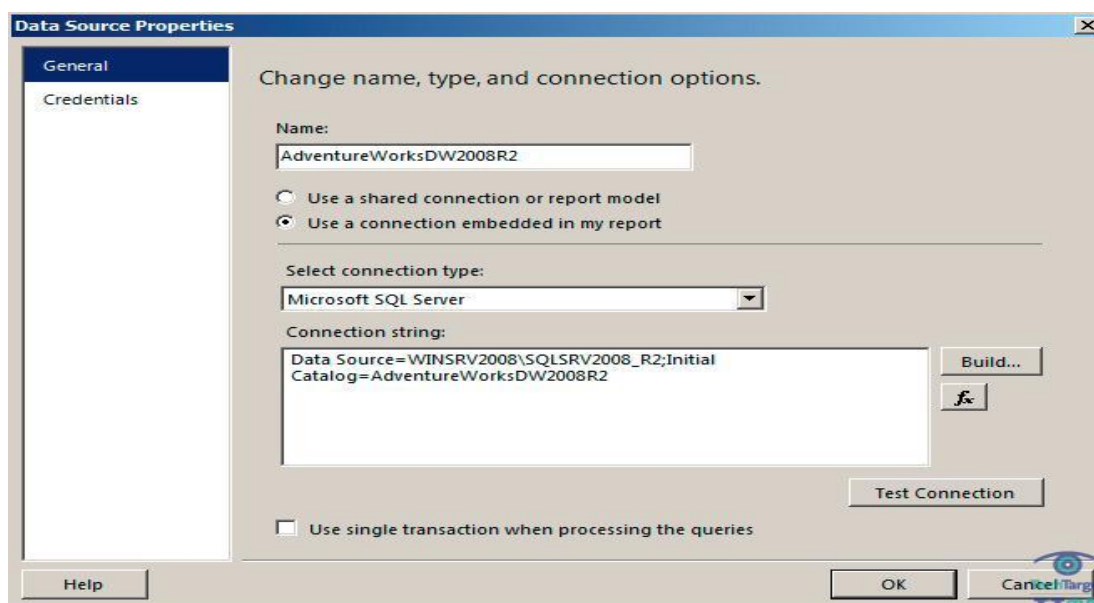 Data Source Properties
General
Credentials
Change name, type, and connection options.
Name:
AdventureWorksDW2008R2
Use a shared connection or report model
Use a connection embedded in my report
Select connection type:
Microsoft SQL Server
Connection string:
Data Source=WINSRV2008\SQLSRV2008_R2;Initial
Catalog=AdventureWorksDW2008R2
Build...
fx
Test Connection
Use single transaction when processing the queries
Help
OK
Cancel